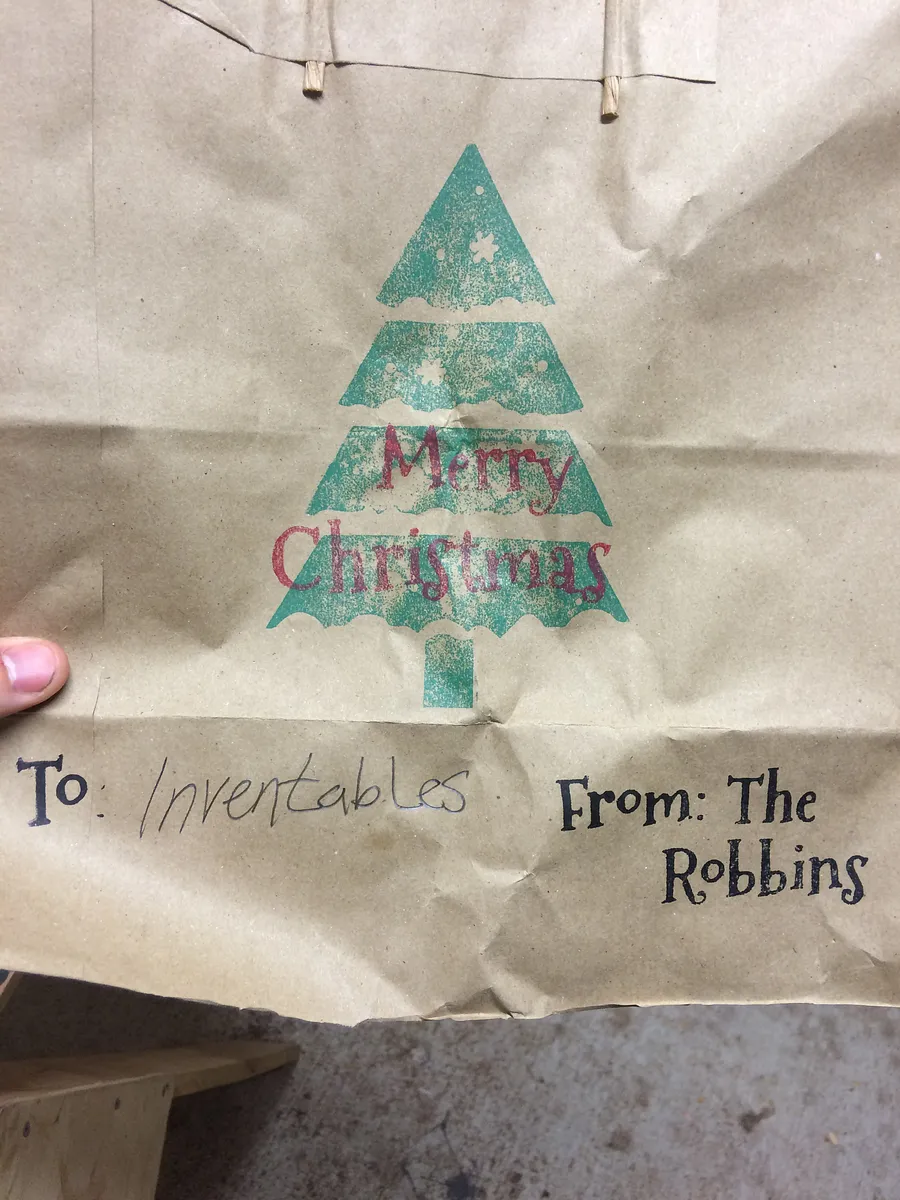 Merry
Christmas
To: Inventables
From: The
Robbins